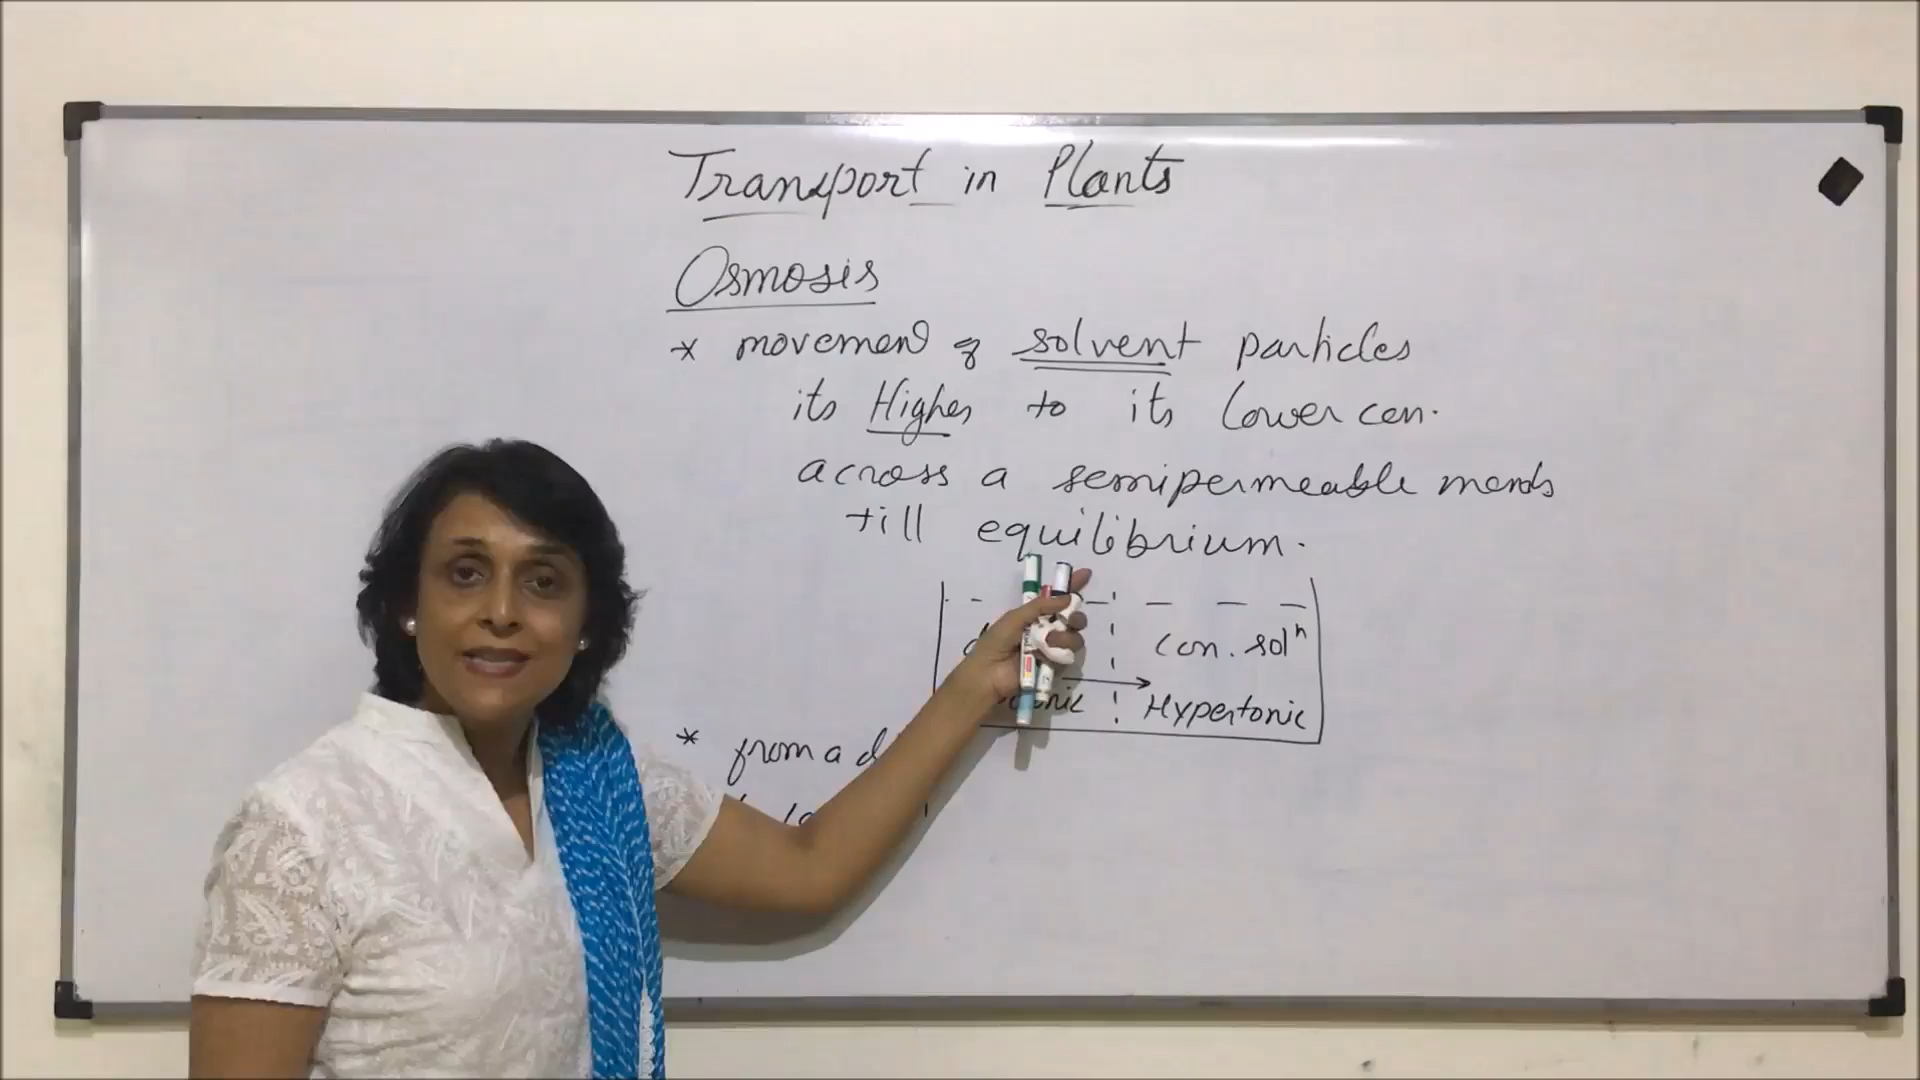 Transport in Plants
Osmosis
* movement of solvent particles
its Higher to its lower con.
across a semipermeable memb
till equilibrium.
con. solⁿ
Hypertonic
* from a